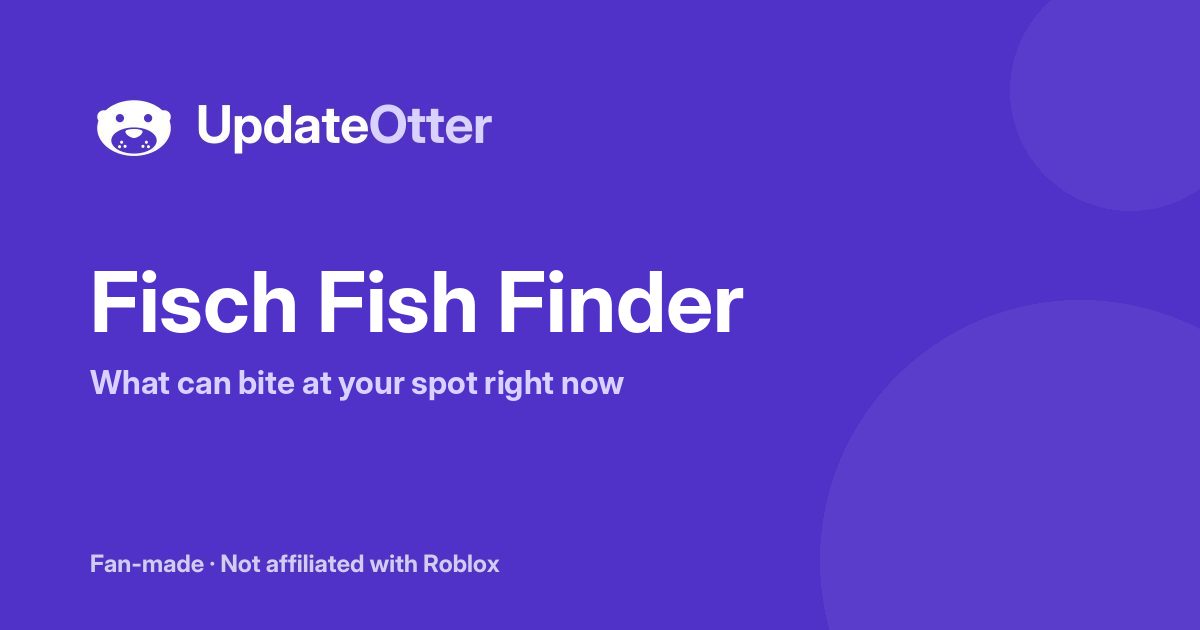 UpdateOtter
Fisch Fish Finder
What can bite at your spot right now
Fan-made · Not affiliated with Roblox